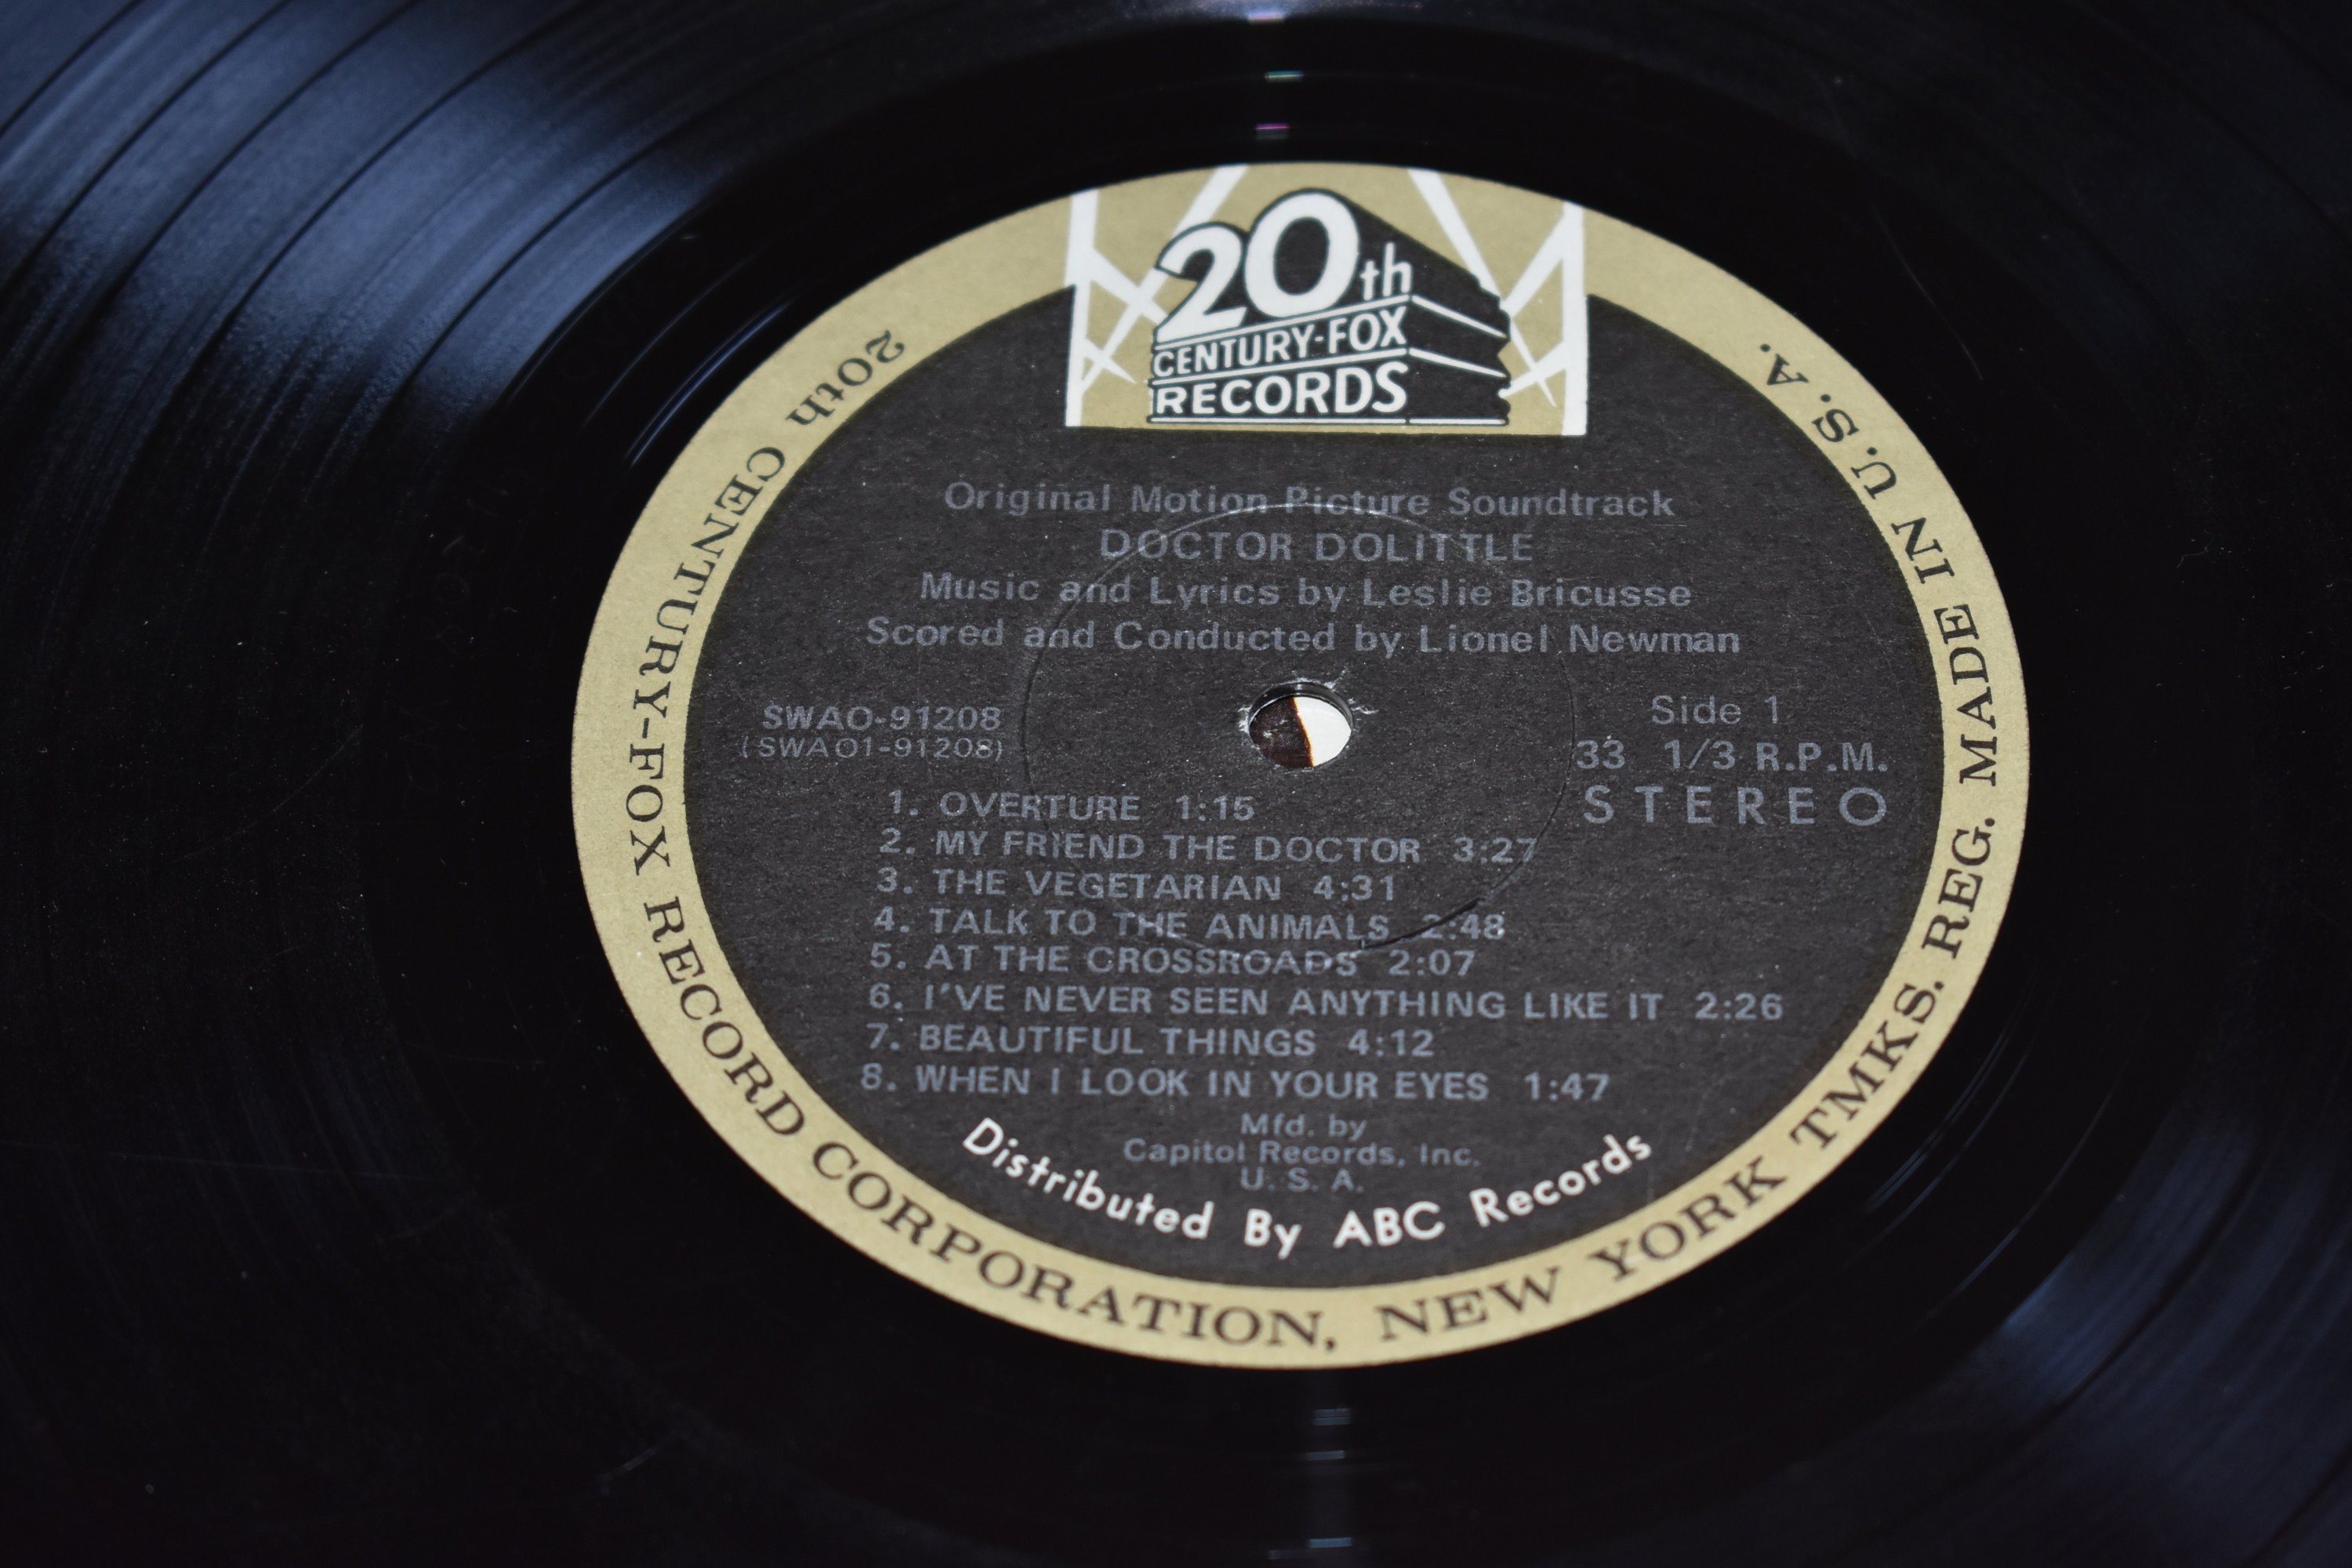 20th
CENTURY-FOX
RECORDS
Original Motion Picture Soundtrack
DOCTOR DOLITTLE
Music and Lyrics by Leslie Bricusse
Scored and Conducted by Lionel Newman
SWAO-91208
(SWAO1-91208)
Side 1
33 1/3 R.P.M.
STEREO
1. OVERTURE 1:15
2. MY FRIEND THE DOCTOR 3:27
3. THE VEGETARIAN 4:31
4. TALK TO THE ANIMALS 2:48
5. AT THE CROSSROADS 2:07
6. I'VE NEVER SEEN ANYTHING LIKE IT 2:26
7. BEAUTIFUL THINGS 4:12
8. WHEN I LOOK IN YOUR EYES 1:47
Mfd. by
Capitol Records, Inc.
U. S. A.
Distributed By ABC Records
20th CENTURY-FOX RECORD CORPORATION, NEW YORK TMKS. REG. MADE IN U.S.A.